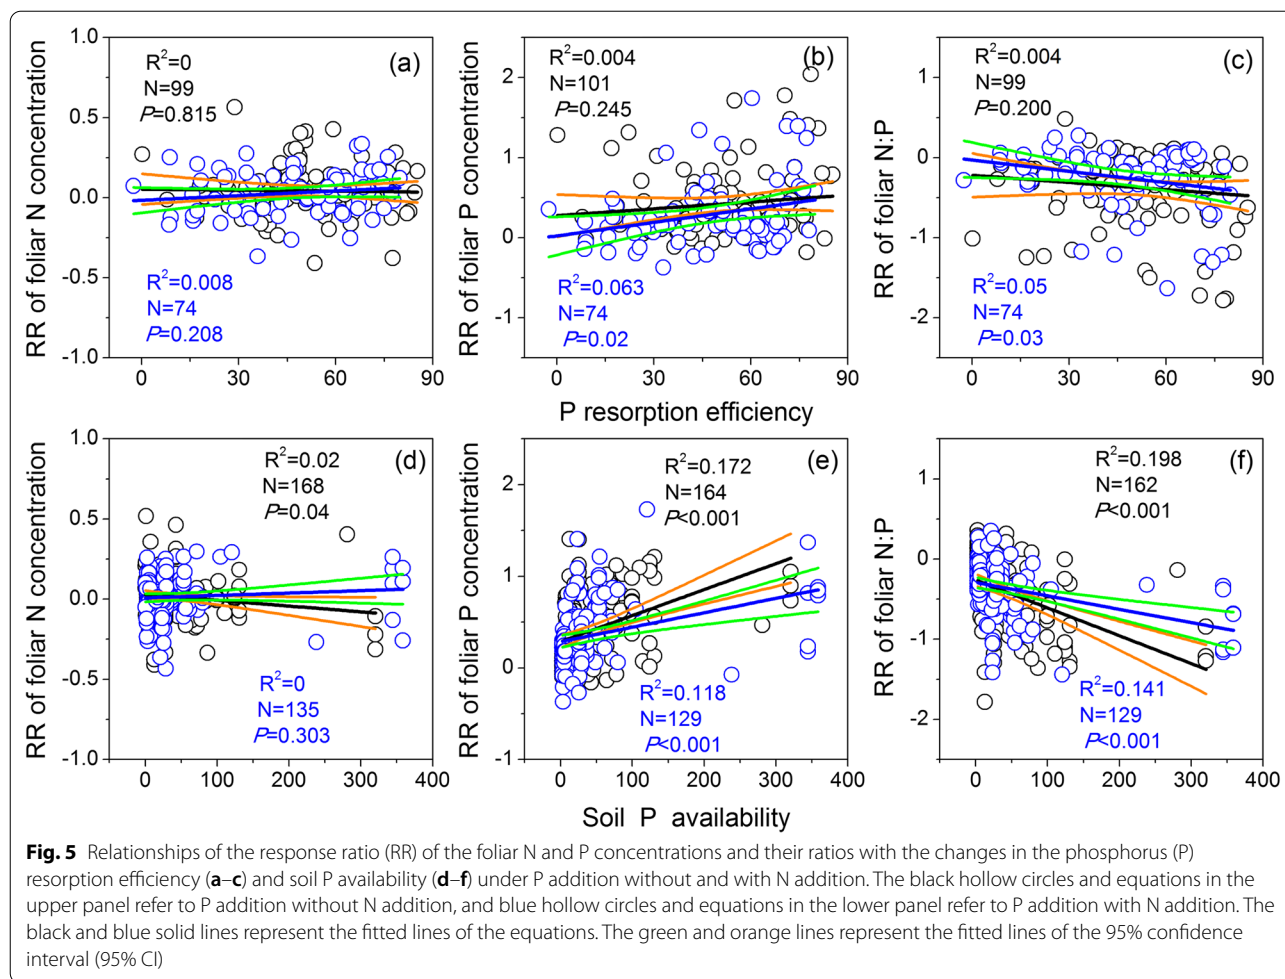 (a)
R²=0
N=99
P=0.815
RR of foliar N concentration
1.0
0.5
0.0
-0.5
-1.0
R²=0.008
N=74
P=0.208
0 30 60 90
(b)
R²=0.004
N=101
P=0.245
RR of foliar P concentration
2
1
0
-1
R²=0.063
N=74
P=0.02
0 30 60 90
(c)
R²=0.004
N=99
P=0.200
RR of foliar N:P
2
0
-2
R²=0.05
N=74
P=0.03
0 30 60 90
P resorption efficiency
(d)
R²=0.02
N=168
P=0.04
RR of foliar N concentration
1.0
0.5
0.0
-0.5
-1.0
R²=0
N=135
P=0.303
0 100 200 300 400
(e)
R²=0.172
N=164
P<0.001
RR of foliar P concentration
2
1
0
-1
R²=0.118
N=129
P<0.001
0 100 200 300 400
(f)
R²=0.198
N=162
P<0.001
RR of foliar N:P
1
0
-1
-2
R²=0.141
N=129
P<0.001
0 100 200 300 400
Soil P availability
Fig. 5 Relationships of the response ratio (RR) of the foliar N and P concentrations and their ratios with the changes in the phosphorus (P)
resorption efficiency (a–c) and soil P availability (d–f) under P addition without and with N addition. The black hollow circles and equations in the
upper panel refer to P addition without N addition, and blue hollow circles and equations in the lower panel refer to P addition with N addition. The
black and blue solid lines represent the fitted lines of the equations. The green and orange lines represent the fitted lines of the 95% confidence
interval (95% CI)